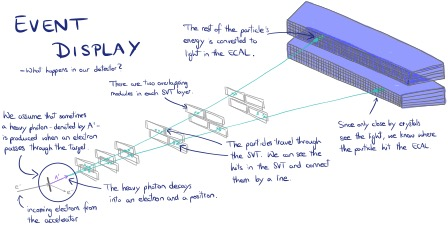 EVENT
DISPLAY
- What happens in our detector?
The rest of the particle's
energy is converted to
light in the ECAL.
There are two overlapping
modules in each SVT layer.
We assume that sometimes
a heavy photon - denoted by A' -
is produced when an electron
passes through the Target.
The particles travel through
the SVT. We can see the
hits in the SVT and connect
them by a line.
Since only close by crystals
see the light, we know where
the particle hit the ECAL
The heavy photon decays
into an electron and a positron.
A'
e⁻
incoming electrons from
the accelerator